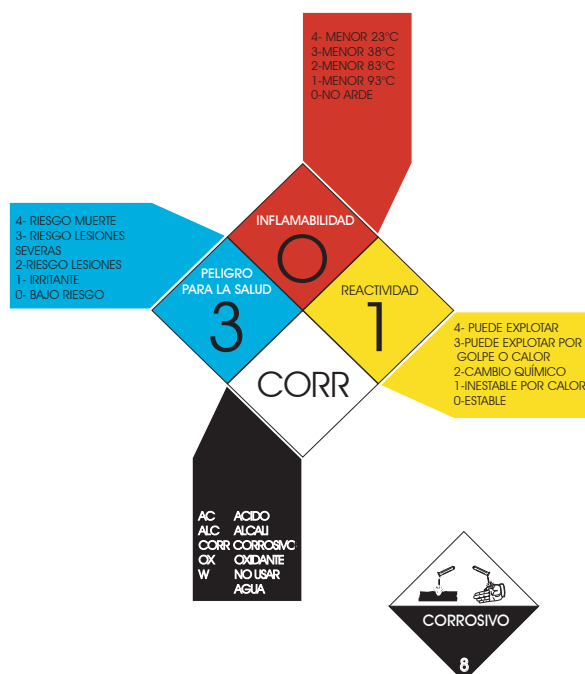 4- MENOR 23°C
3-MENOR 38°C
2-MENOR 83°C
1-MENOR 93°C
0-NO ARDE
4- RIESGO MUERTE
3- RIESGO LESIONES
SEVERAS
2-RIESGO LESIONES
1- IRRITANTE
0- BAJO RIESGO
INFLAMABILIDAD
0
PELIGRO
PARA LA SALUD
3
REACTIVIDAD
1
CORR
4- PUEDE EXPLOTAR
3-PUEDE EXPLOTAR POR
GOLPE O CALOR
2-CAMBIO QUÍMICO
1-INESTABLE POR CALOR
0-ESTABLE
AC ACIDO
ALC ALCALI
CORR CORROSIVO
OX OXIDANTE
W NO USAR
AGUA
CORROSIVO
8